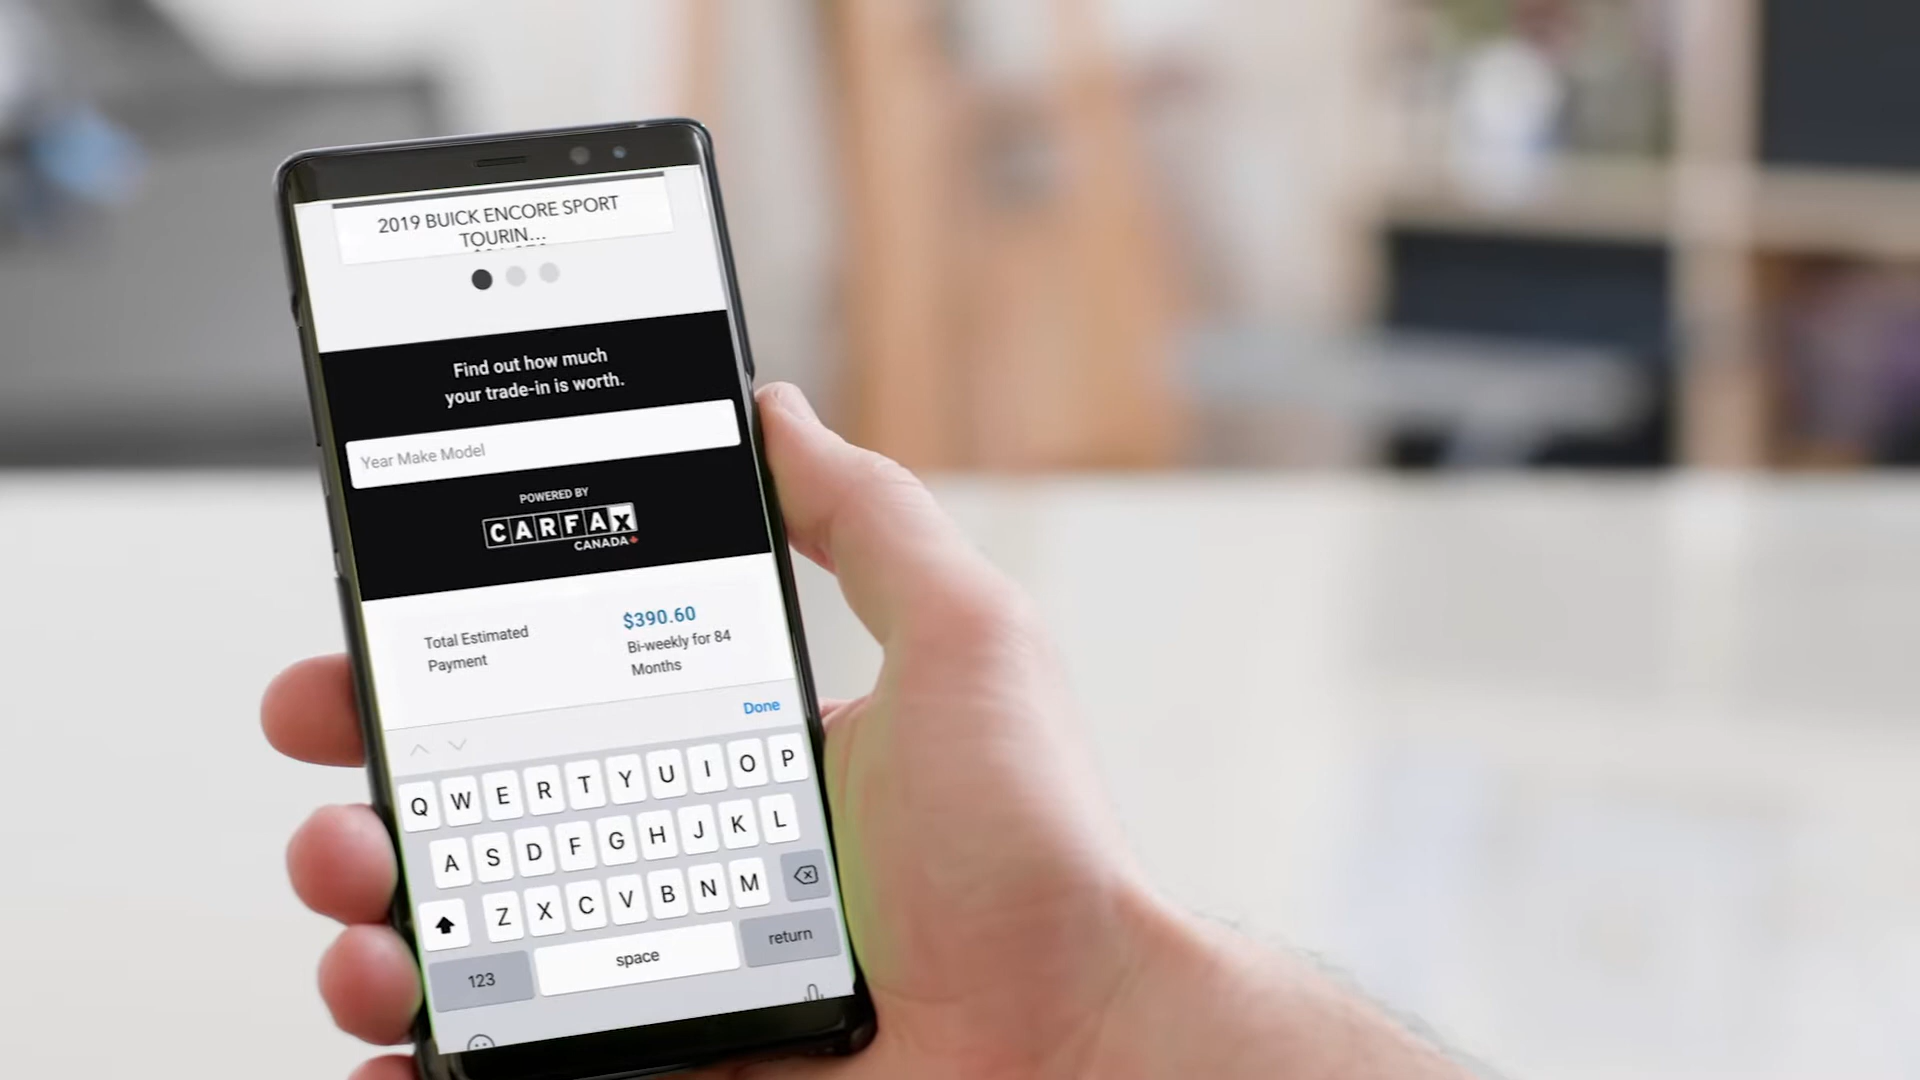 2019 BUICK ENCORE SPORT
TOURIN...
Find out how much
your trade-in is worth.
Year Make Model
POWERED BY
CARFAX
CANADA
Total Estimated
Payment
$390.60
Bi-weekly for 84
Months
Done
Q W E R T Y U I O P
A S D F G H J K L
Z X C V B N M
123
space
return